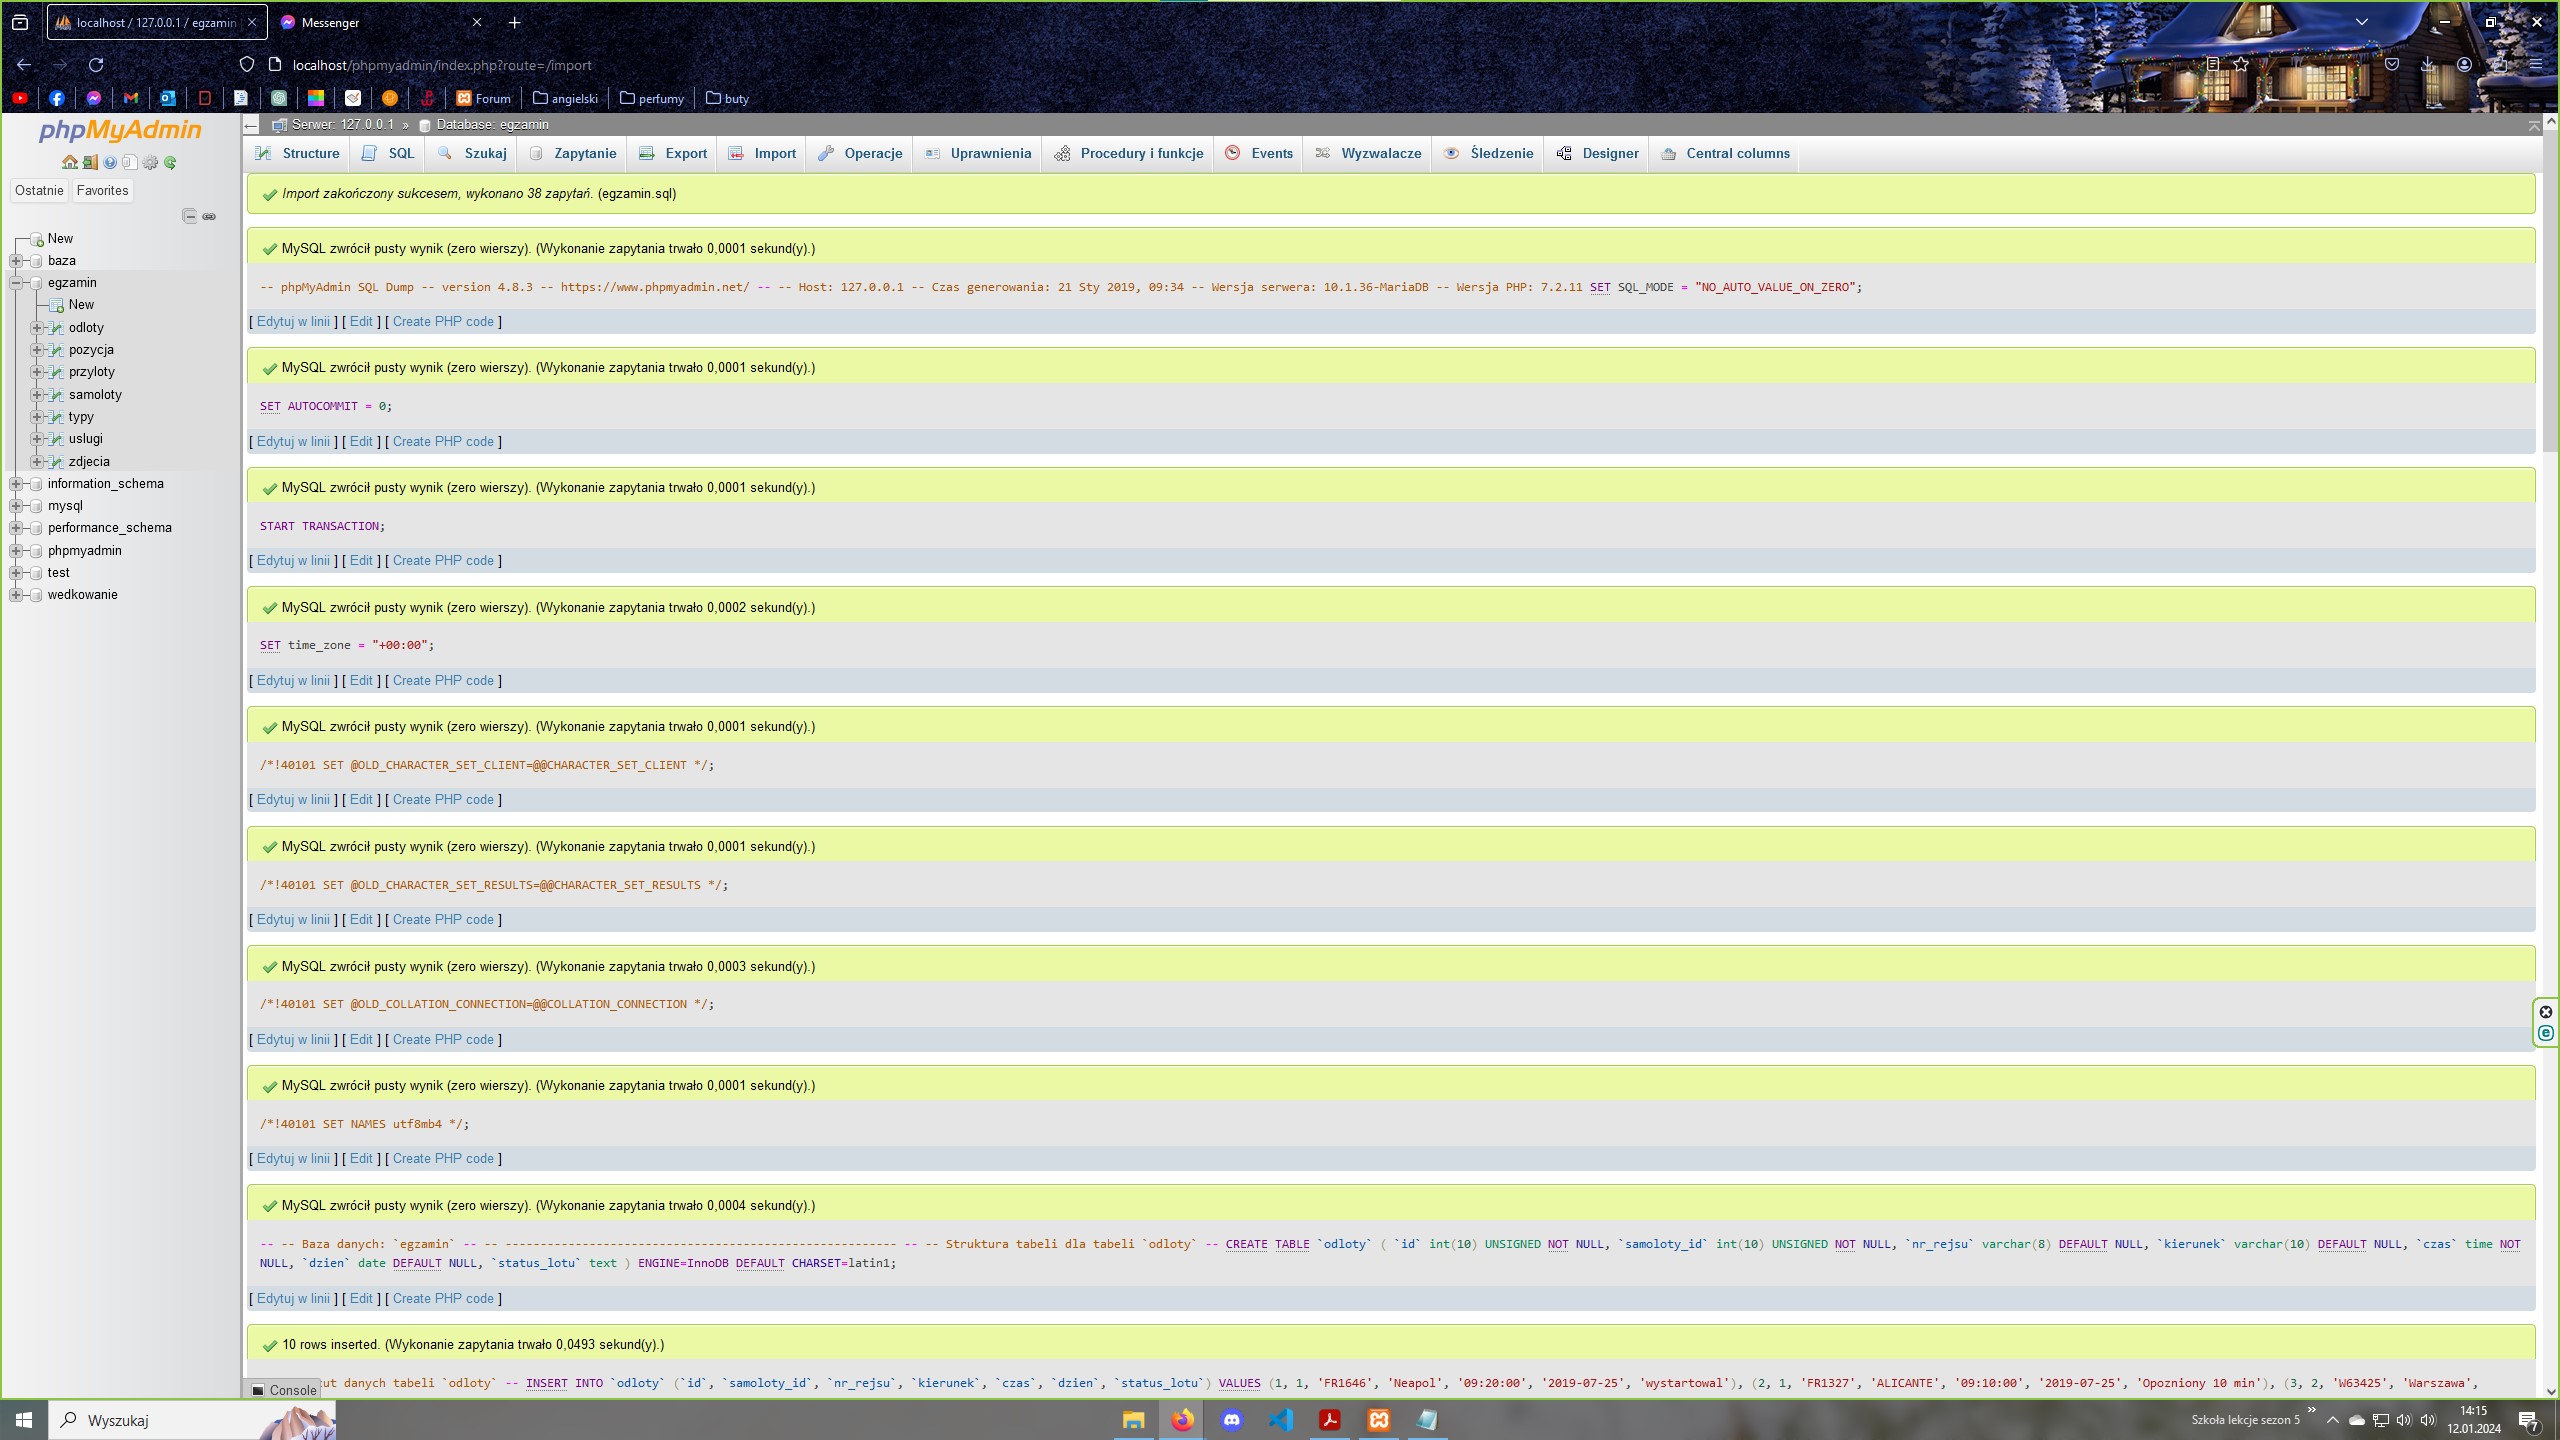 localhost / 127.0.0.1 / egzamin
Messenger
localhost/phpmyadmin/index.php?route=/import
Forum
angielski
perfumy
buty
phpMyAdmin
Ostatnie
Favorites
New
baza
egzamin
New
odloty
pozycja
przyloty
samoloty
typy
uslugi
zdjecia
information_schema
mysql
performance_schema
phpmyadmin
test
wedkowanie
Serwer: 127.0.0.1 » Database: egzamin
Structure
SQL
Szukaj
Zapytanie
Export
Import
Operacje
Uprawnienia
Procedury i funkcje
Events
Wyzwalacze
Śledzenie
Designer
Central columns
Import zakończony sukcesem, wykonano 38 zapytań. (egzamin.sql)
MySQL zwrócił pusty wynik (zero wierszy). (Wykonanie zapytania trwało 0,0001 sekund(y).)
-- phpMyAdmin SQL Dump -- version 4.8.3 -- https://www.phpmyadmin.net/ -- -- Host: 127.0.0.1 -- Czas generowania: 21 Sty 2019, 09:34 -- Wersja serwera: 10.1.36-MariaDB -- Wersja PHP: 7.2.11 SET SQL_MODE = "NO_AUTO_VALUE_ON_ZERO";
[ Edytuj w linii ] [ Edit ] [ Create PHP code ]
MySQL zwrócił pusty wynik (zero wierszy). (Wykonanie zapytania trwało 0,0001 sekund(y).)
SET AUTOCOMMIT = 0;
[ Edytuj w linii ] [ Edit ] [ Create PHP code ]
MySQL zwrócił pusty wynik (zero wierszy). (Wykonanie zapytania trwało 0,0001 sekund(y).)
START TRANSACTION;
[ Edytuj w linii ] [ Edit ] [ Create PHP code ]
MySQL zwrócił pusty wynik (zero wierszy). (Wykonanie zapytania trwało 0,0002 sekund(y).)
SET time_zone = "+00:00";
[ Edytuj w linii ] [ Edit ] [ Create PHP code ]
MySQL zwrócił pusty wynik (zero wierszy). (Wykonanie zapytania trwało 0,0001 sekund(y).)
/*!40101 SET @OLD_CHARACTER_SET_CLIENT=@@CHARACTER_SET_CLIENT */;
[ Edytuj w linii ] [ Edit ] [ Create PHP code ]
MySQL zwrócił pusty wynik (zero wierszy). (Wykonanie zapytania trwało 0,0001 sekund(y).)
/*!40101 SET @OLD_CHARACTER_SET_RESULTS=@@CHARACTER_SET_RESULTS */;
[ Edytuj w linii ] [ Edit ] [ Create PHP code ]
MySQL zwrócił pusty wynik (zero wierszy). (Wykonanie zapytania trwało 0,0003 sekund(y).)
/*!40101 SET @OLD_COLLATION_CONNECTION=@@COLLATION_CONNECTION */;
[ Edytuj w linii ] [ Edit ] [ Create PHP code ]
MySQL zwrócił pusty wynik (zero wierszy). (Wykonanie zapytania trwało 0,0001 sekund(y).)
/*!40101 SET NAMES utf8mb4 */;
[ Edytuj w linii ] [ Edit ] [ Create PHP code ]
MySQL zwrócił pusty wynik (zero wierszy). (Wykonanie zapytania trwało 0,0004 sekund(y).)
-- -- Baza danych: `egzamin` -- -- -------------------------------------------------------- -- -- Struktura tabeli dla tabeli `odloty` -- CREATE TABLE `odloty` ( `id` int(10) UNSIGNED NOT NULL, `samoloty_id` int(10) UNSIGNED NOT NULL, `nr_rejsu` varchar(8) DEFAULT NULL, `kierunek` varchar(10) DEFAULT NULL, `czas` time NOT
NULL, `dzien` date DEFAULT NULL, `status_lotu` text ) ENGINE=InnoDB DEFAULT CHARSET=latin1;
[ Edytuj w linii ] [ Edit ] [ Create PHP code ]
10 rows inserted. (Wykonanie zapytania trwało 0,0493 sekund(y).)
ut danych tabeli `odloty` -- INSERT INTO `odloty` (`id`, `samoloty_id`, `nr_rejsu`, `kierunek`, `czas`, `dzien`, `status_lotu`) VALUES (1, 1, 'FR1646', 'Neapol', '09:20:00', '2019-07-25', 'wystartowal'), (2, 1, 'FR1327', 'ALICANTE', '09:10:00', '2019-07-25', 'Opozniony 10 min'), (3, 2, 'W63425', 'Warszawa',
Console
Wyszukaj
Szkoła lekcje sezon 5
14:15
12.01.2024
7